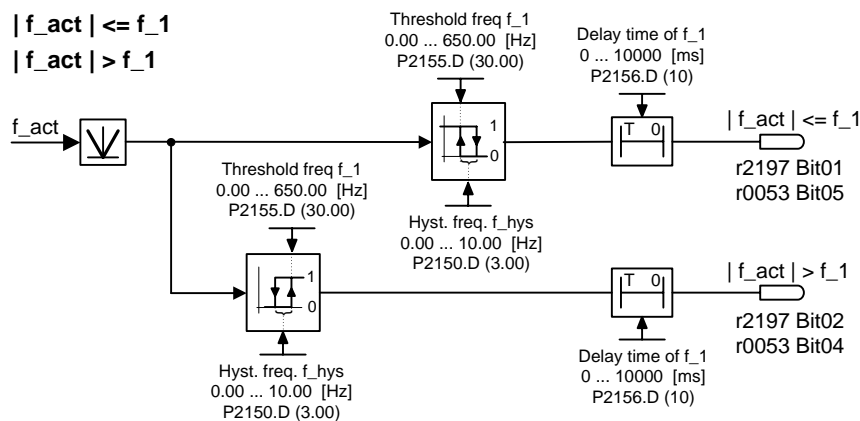 | f_act | <= f_1
| f_act | > f_1
Threshold freq f_1
0.00 ... 650.00 [Hz]
P2155.D (30.00)
Delay time of f_1
0 ... 10000 [ms]
P2156.D (10)
f_act
1
0
T 0
| f_act | <= f_1
r2197 Bit01
r0053 Bit05
Threshold freq f_1
0.00 ... 650.00 [Hz]
P2155.D (30.00)
Hyst. freq. f_hys
0.00 ... 10.00 [Hz]
P2150.D (3.00)
1
0
T 0
| f_act | > f_1
r2197 Bit02
r0053 Bit04
Hyst. freq. f_hys
0.00 ... 10.00 [Hz]
P2150.D (3.00)
Delay time of f_1
0 ... 10000 [ms]
P2156.D (10)